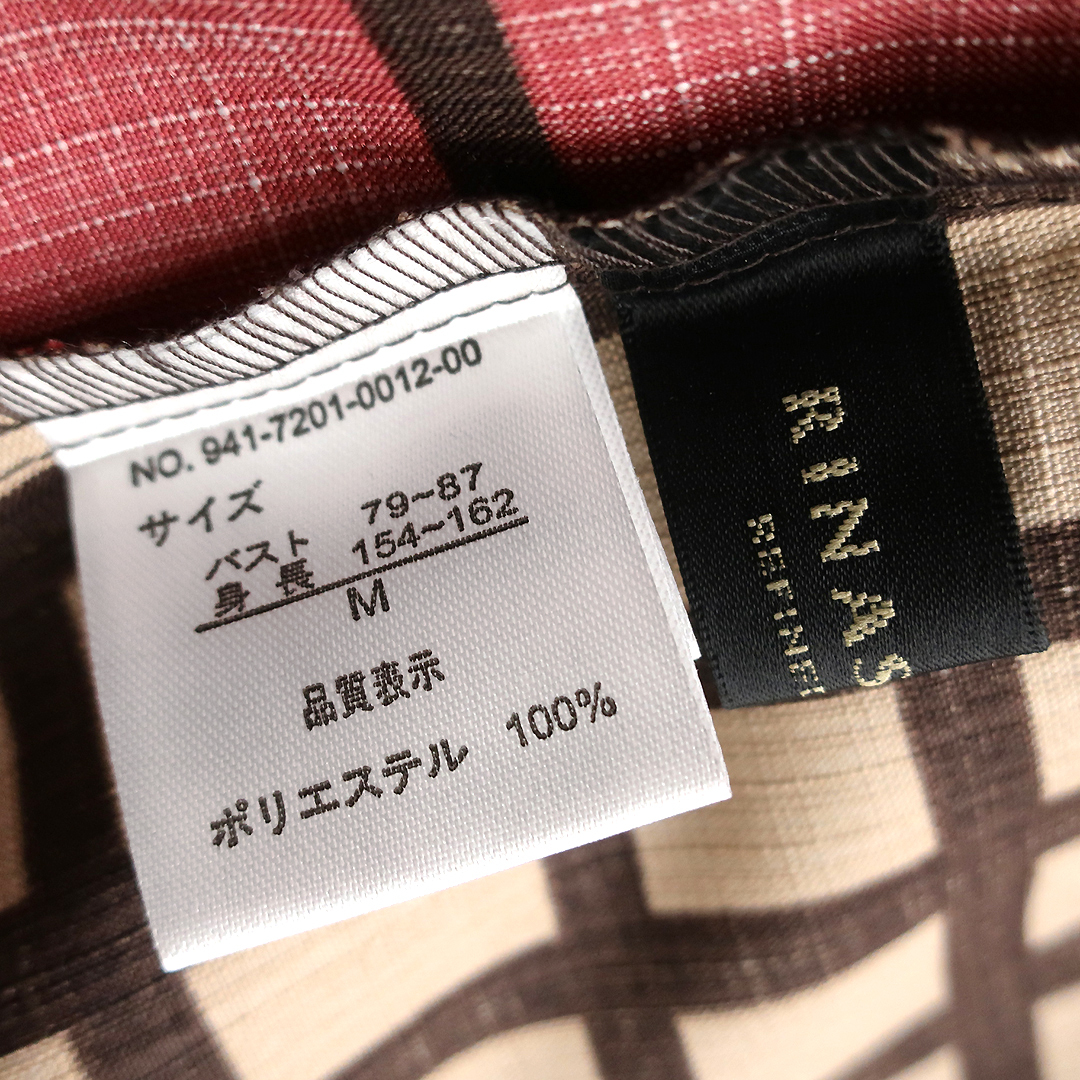 NO. 941-7201-0012-00
サイズ
バスト 79~87
身長 154~162
M
品質表示
ポリエステル 100%
RINAS